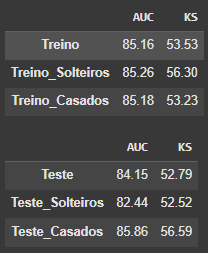 AUC KS
Treino 85.16 53.53
Treino_Solteiros 85.26 56.30
Treino_Casados 85.18 53.23
AUC KS
Teste 84.15 52.79
Teste_Solteiros 82.44 52.52
Teste_Casados 85.86 56.59